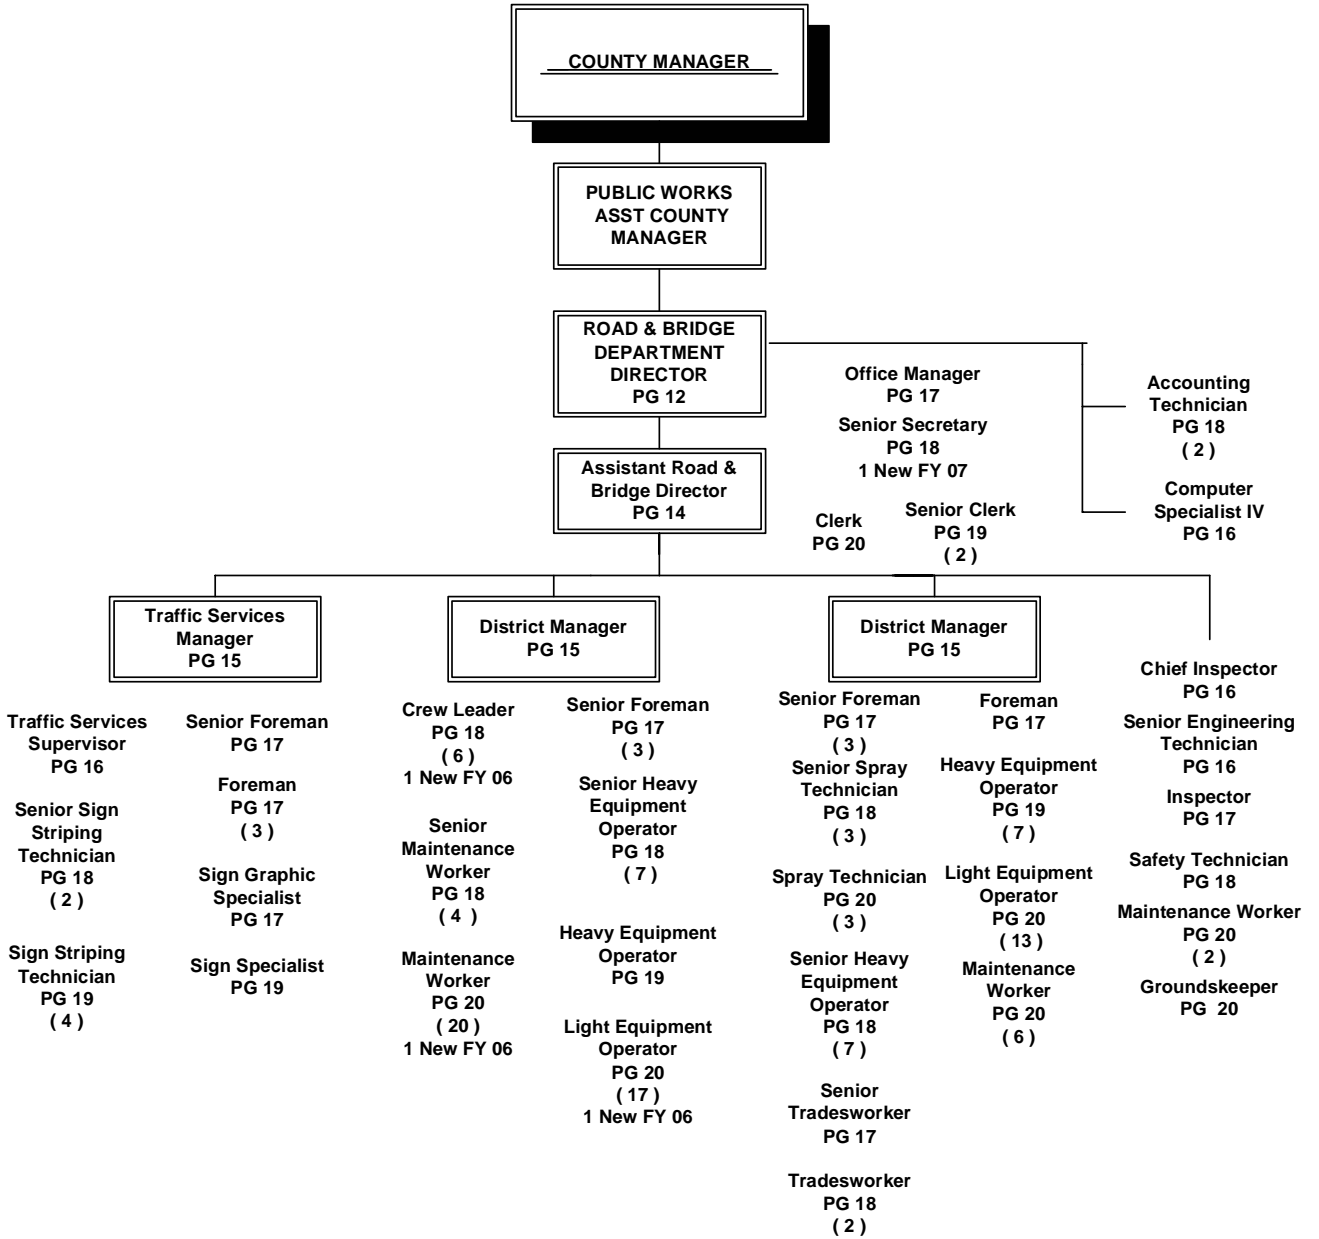 COUNTY MANAGER
PUBLIC WORKS
ASST COUNTY
MANAGER
ROAD & BRIDGE
DEPARTMENT
DIRECTOR
PG 12
Office Manager
PG 17
Senior Secretary
PG 18
1 New FY 07
Clerk
PG 20
Senior Clerk
PG 19
( 2 )
Accounting
Technician
PG 18
( 2 )
Computer
Specialist IV
PG 16
Assistant Road &
Bridge Director
PG 14
Traffic Services
Manager
PG 15
Traffic Services
Supervisor
PG 16
Senior Sign
Striping
Technician
PG 18
( 2 )
Sign Striping
Technician
PG 19
( 4 )
Senior Foreman
PG 17
Foreman
PG 17
( 3 )
Sign Graphic
Specialist
PG 17
Sign Specialist
PG 19
District Manager
PG 15
Crew Leader
PG 18
( 6 )
1 New FY 06
Senior
Maintenance
Worker
PG 18
( 4 )
Maintenance
Worker
PG 20
( 20 )
1 New FY 06
Senior Foreman
PG 17
( 3 )
Senior Heavy
Equipment
Operator
PG 18
( 7 )
Heavy Equipment
Operator
PG 19
Light Equipment
Operator
PG 20
( 17 )
1 New FY 06
District Manager
PG 15
Senior Foreman
PG 17
( 3 )
Senior Spray
Technician
PG 18
( 3 )
Spray Technician
PG 20
( 3 )
Senior Heavy
Equipment
Operator
PG 18
( 7 )
Senior
Tradesworker
PG 17
Tradesworker
PG 18
( 2 )
Foreman
PG 17
Heavy Equipment
Operator
PG 19
( 7 )
Light Equipment
Operator
PG 20
( 13 )
Maintenance
Worker
PG 20
( 6 )
Chief Inspector
PG 16
Senior Engineering
Technician
PG 16
Inspector
PG 17
Safety Technician
PG 18
Maintenance Worker
PG 20
( 2 )
Groundskeeper
PG 20